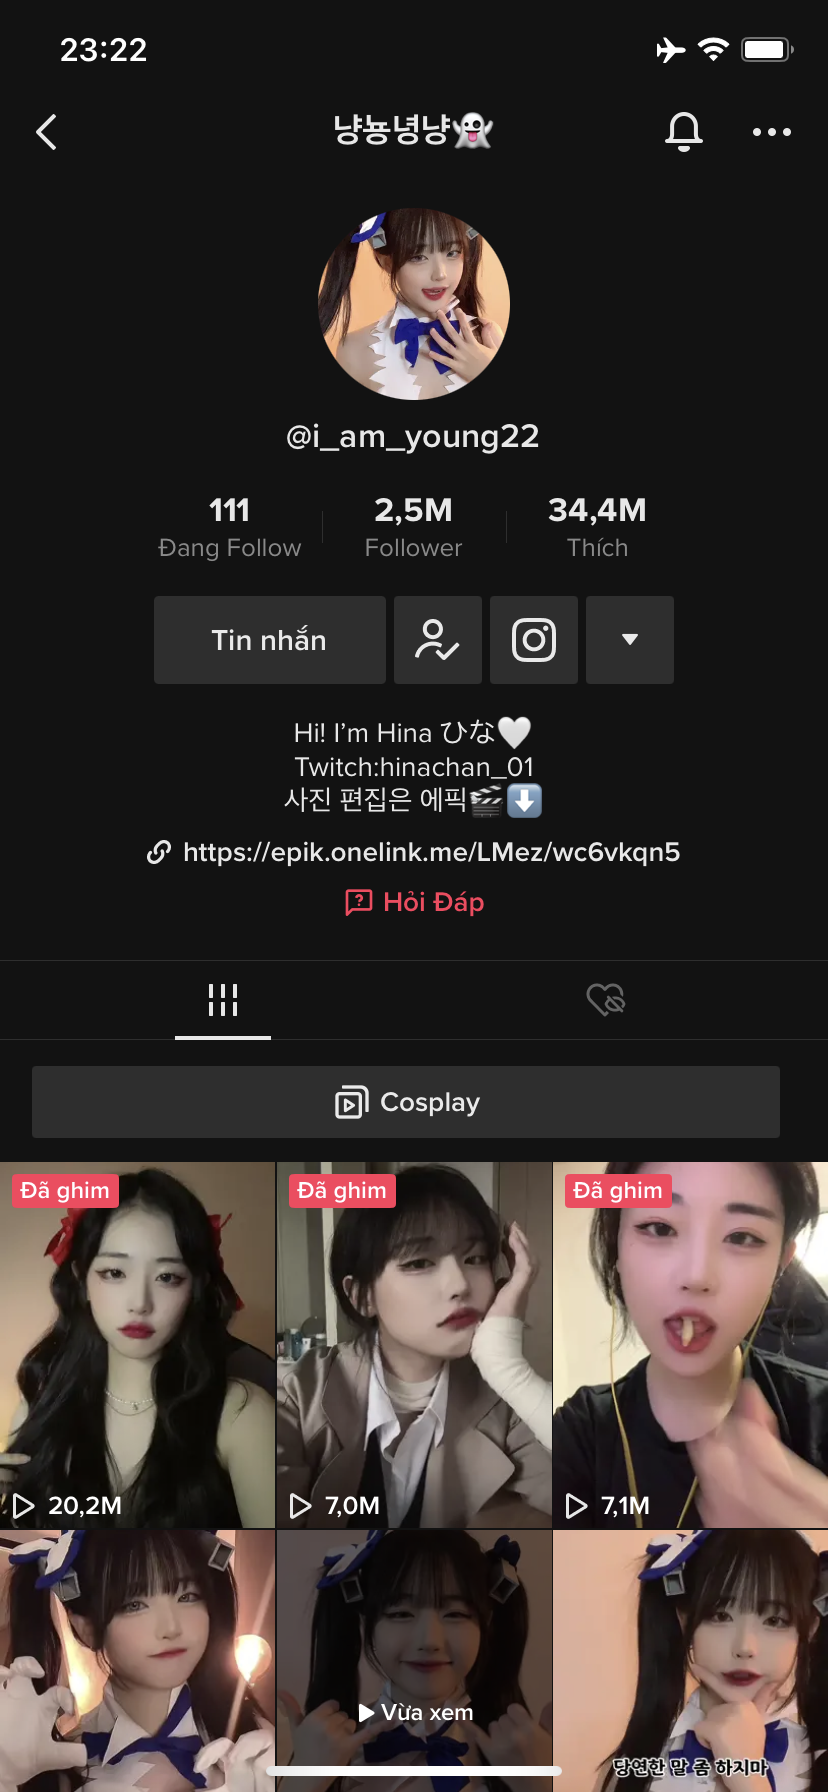 23:22
냥뇽녕냥👻
@i_am_young22
111
Đang Follow
2,5M
Follower
34,4M
Thích
Tin nhắn
Hi! I’m Hina ひな🤍
Twitch:hinachan_01
사진 편집은 에픽🎬⬇️
https://epik.onelink.me/LMez/wc6vkqn5
Hỏi Đáp
Cosplay
Đã ghim
Đã ghim
Đã ghim
20,2M
7,0M
7,1M
Vừa xem
당연한 말 좀 하지마